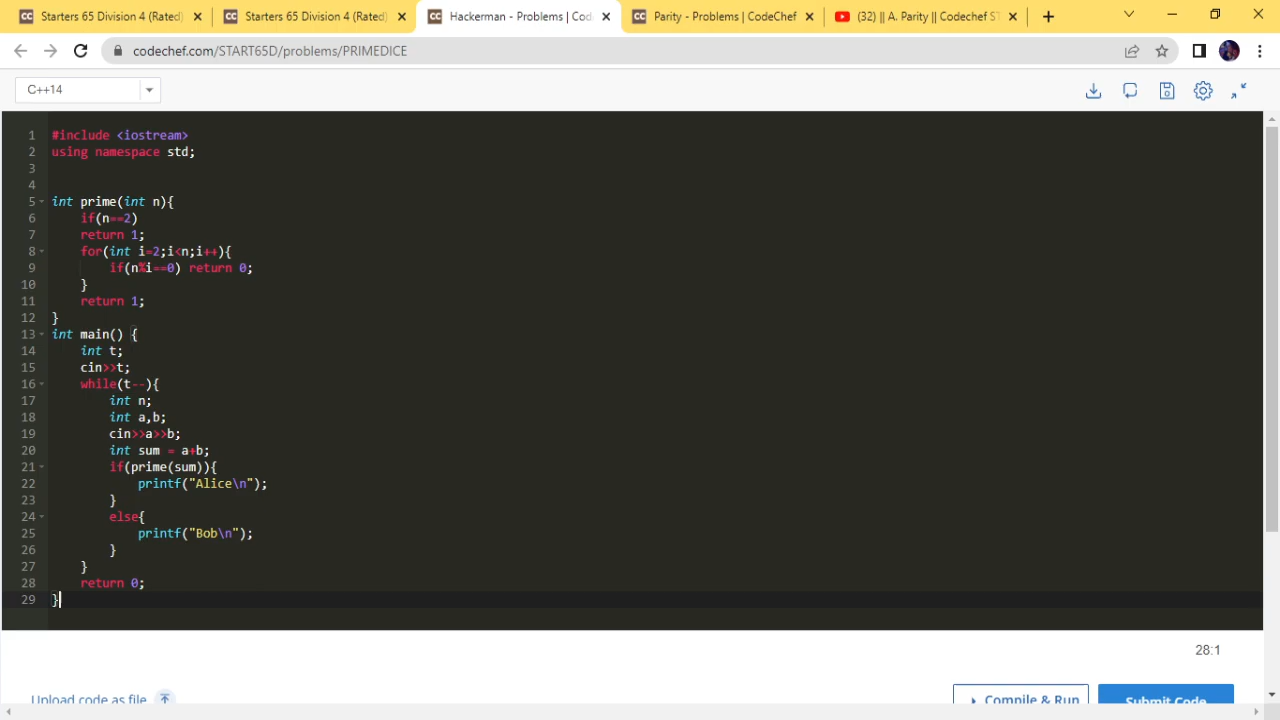 Starters 65 Division 4 (Rated)
Starters 65 Division 4 (Rated)
Hackerman - Problems | Cod
Parity - Problems | CodeChef
(32) || A. Parity || Codechef ST
codechef.com/START65D/problems/PRIMEDICE
C++14
1 #include <iostream>
2 using namespace std;
3
4
5 int prime(int n){
6 if(n==2)
7 return 1;
8 for(int i=2;i<n;i++){
9 if(n%i==0) return 0;
10 }
11 return 1;
12 }
13 int main() {
14 int t;
15 cin>>t;
16 while(t--){
17 int n;
18 int a,b;
19 cin>>a>>b;
20 int sum = a+b;
21 if(prime(sum)){
22 printf("Alice\n");
23 }
24 else{
25 printf("Bob\n");
26 }
27 }
28 return 0;
29 }
28:1
Upload code as file
Compile & Run
Submit Code